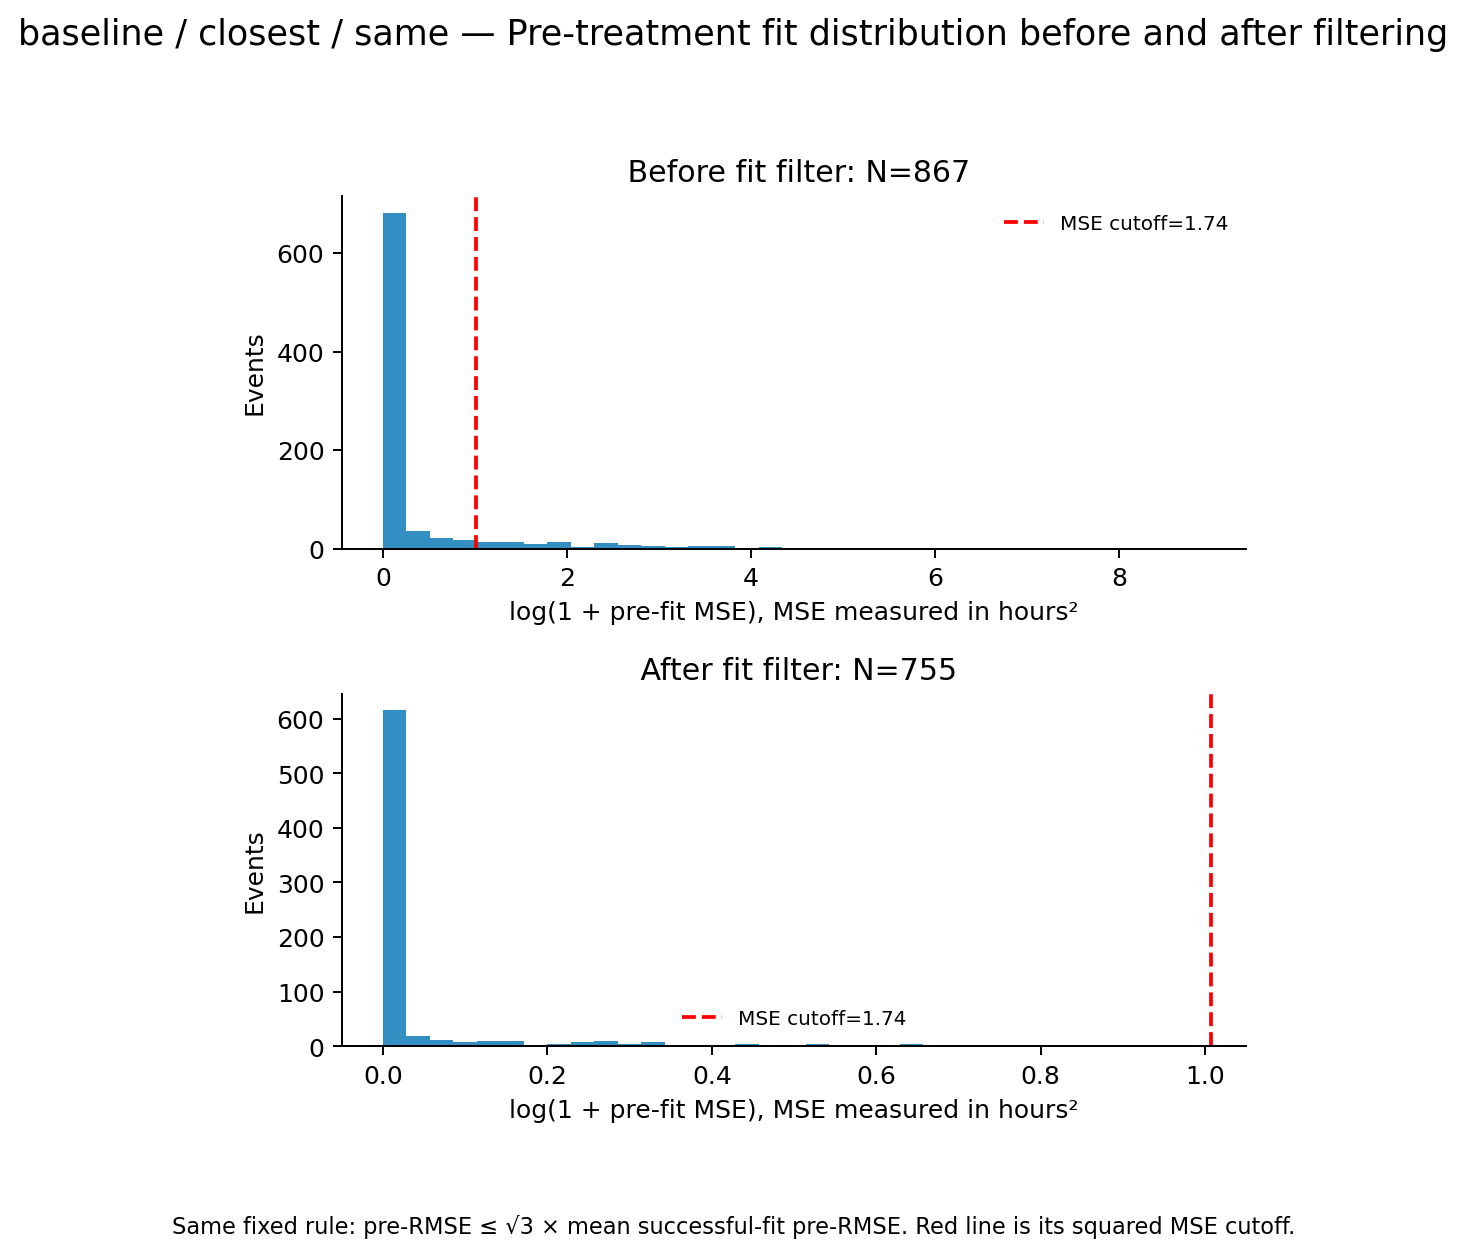 baseline / closest / same — Pre-treatment fit distribution before and after filtering
Before fit filter: N=867
MSE cutoff=1.74
Events
600
400
200
0
0 2 4 6 8
log(1 + pre-fit MSE), MSE measured in hours²
After fit filter: N=755
Events
600
500
400
300
200
100
0
MSE cutoff=1.74
0.0 0.2 0.4 0.6 0.8 1.0
log(1 + pre-fit MSE), MSE measured in hours²
Same fixed rule: pre-RMSE ≤ √3 × mean successful-fit pre-RMSE. Red line is its squared MSE cutoff.